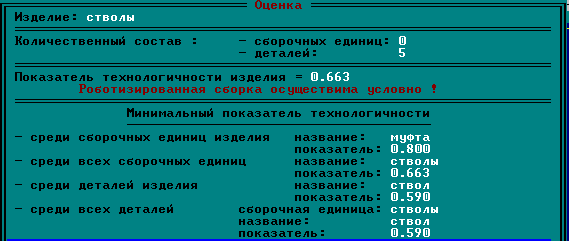 Оценка
Изделие: стволы
Количественный состав : - сборочных единиц: 0
- деталей: 5
Показатель технологичности изделия = 0.663
Роботизированная сборка осуществима условно !
Минимальный показатель технологичности
- среди сборочных единиц изделия название: муфта
показатель: 0.800
- среди всех сборочных единиц название: стволы
показатель: 0.663
- среди деталей изделия название: ствол
показатель: 0.590
- среди всех деталей сборочная единица: стволы
название: ствол
показатель: 0.590